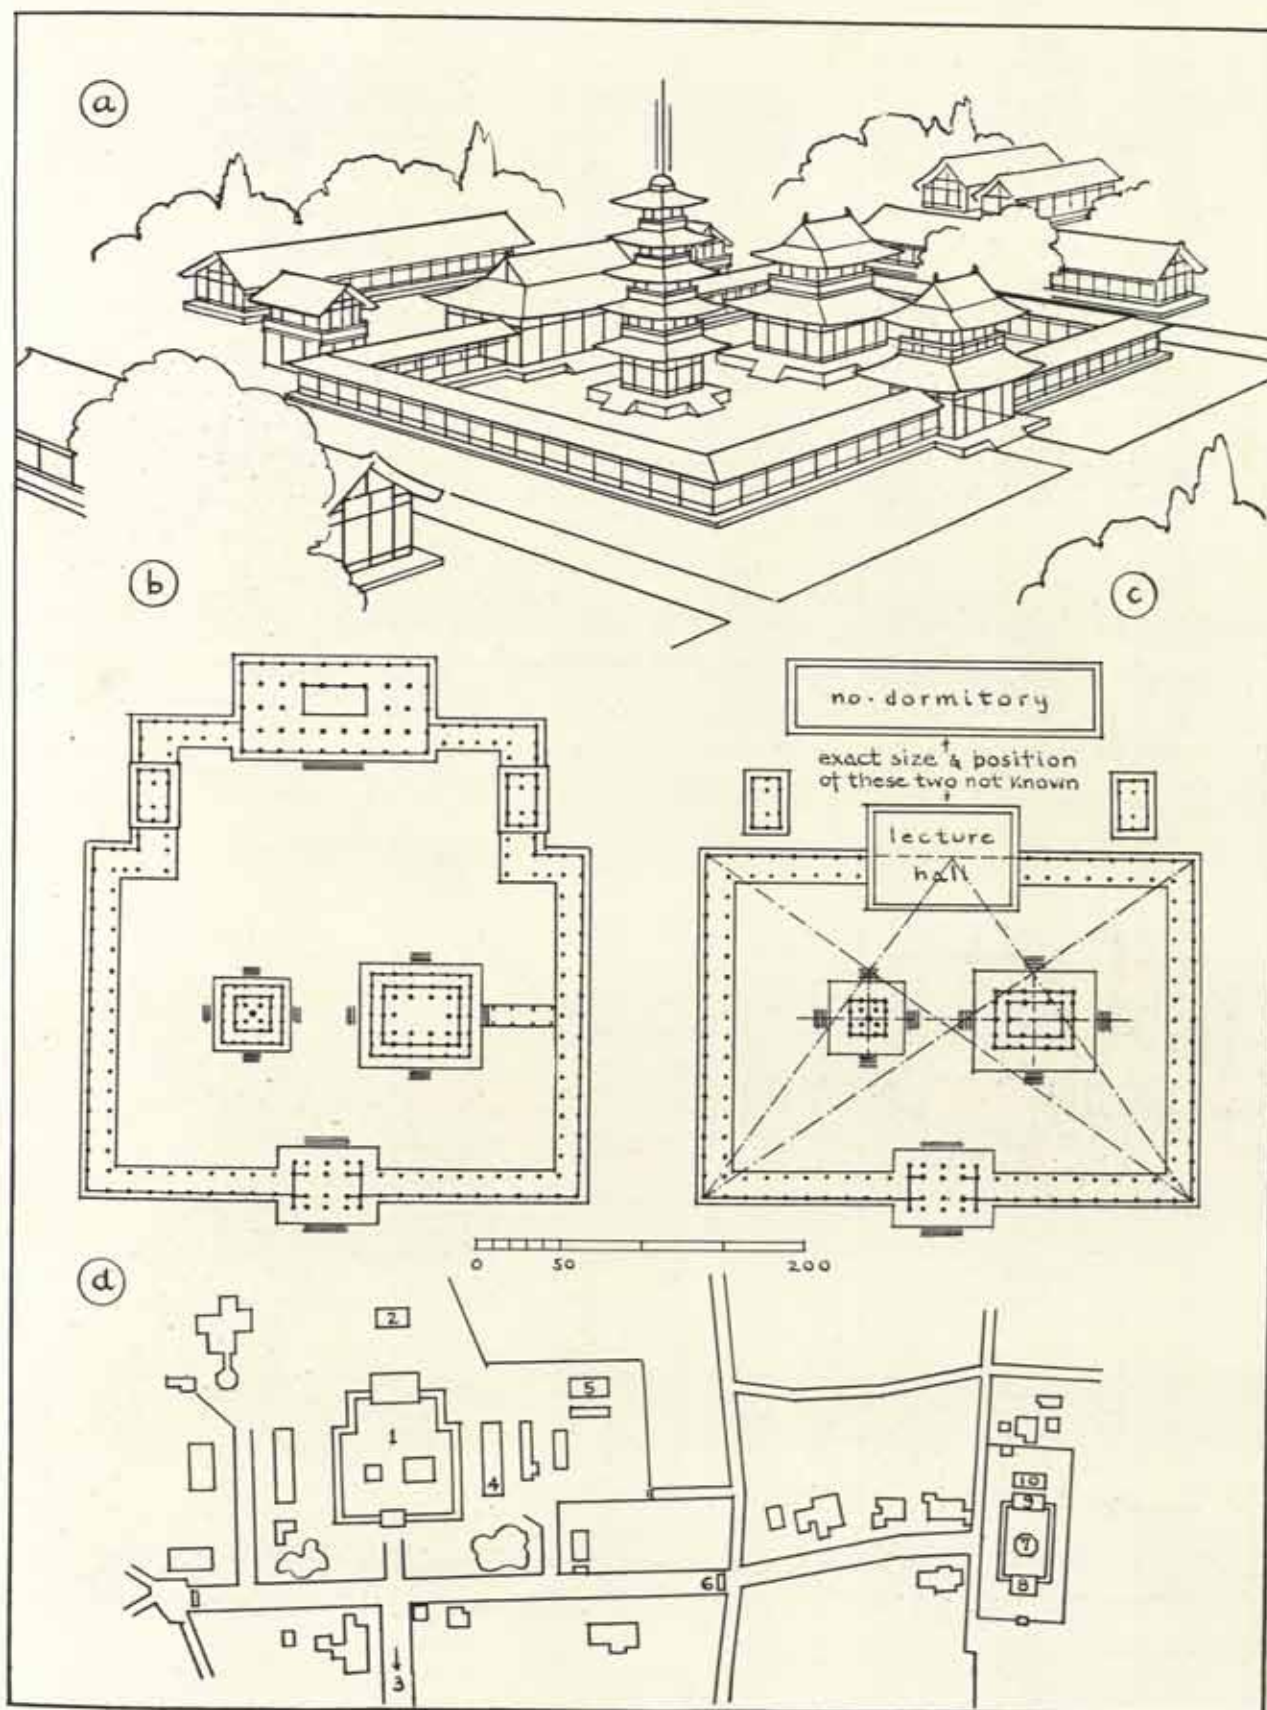 a
b
c
no. dormitory
exact size & position
of these two not known
lecture
hall
0 50 200
d
2
5
1
4
10
9
7
6
8
3